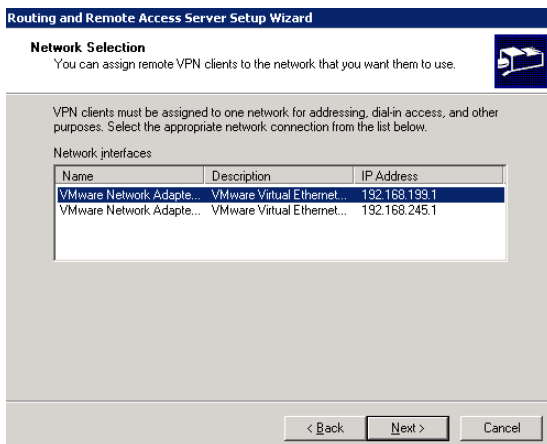 Routing and Remote Access Server Setup Wizard
Network Selection
You can assign remote VPN clients to the network that you want them to use.
VPN clients must be assigned to one network for addressing, dial-in access, and other
purposes. Select the appropriate network connection from the list below.
Network interfaces
Name Description IP Address
VMware Network Adapte... VMware Virtual Ethernet... 192.168.199.1
VMware Network Adapte... VMware Virtual Ethernet... 192.168.245.1
< Back Next > Cancel